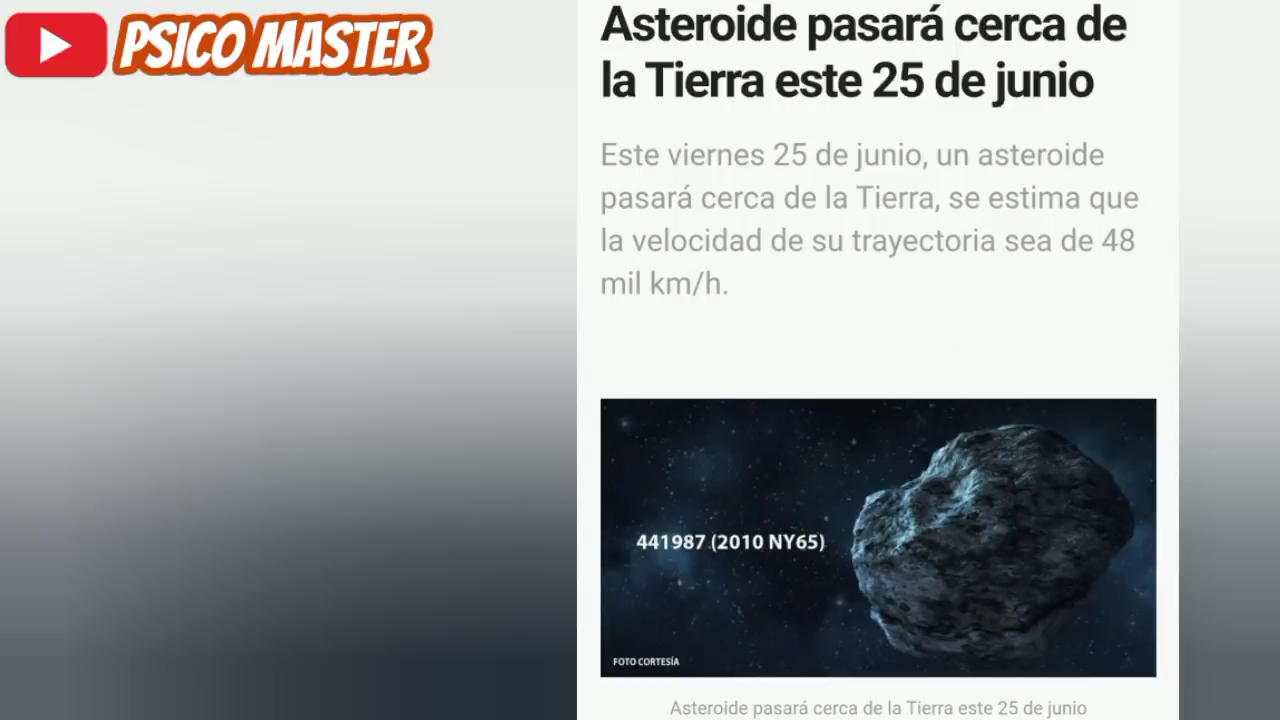 PSICO MASTER
Asteroide pasará cerca de
la Tierra este 25 de junio
Este viernes 25 de junio, un asteroide
pasará cerca de la Tierra, se estima que
la velocidad de su trayectoria sea de 48
mil km/h.
441987 (2010 NY65)
FOTO CORTESÍA
Asteroide pasará cerca de la Tierra este 25 de junio